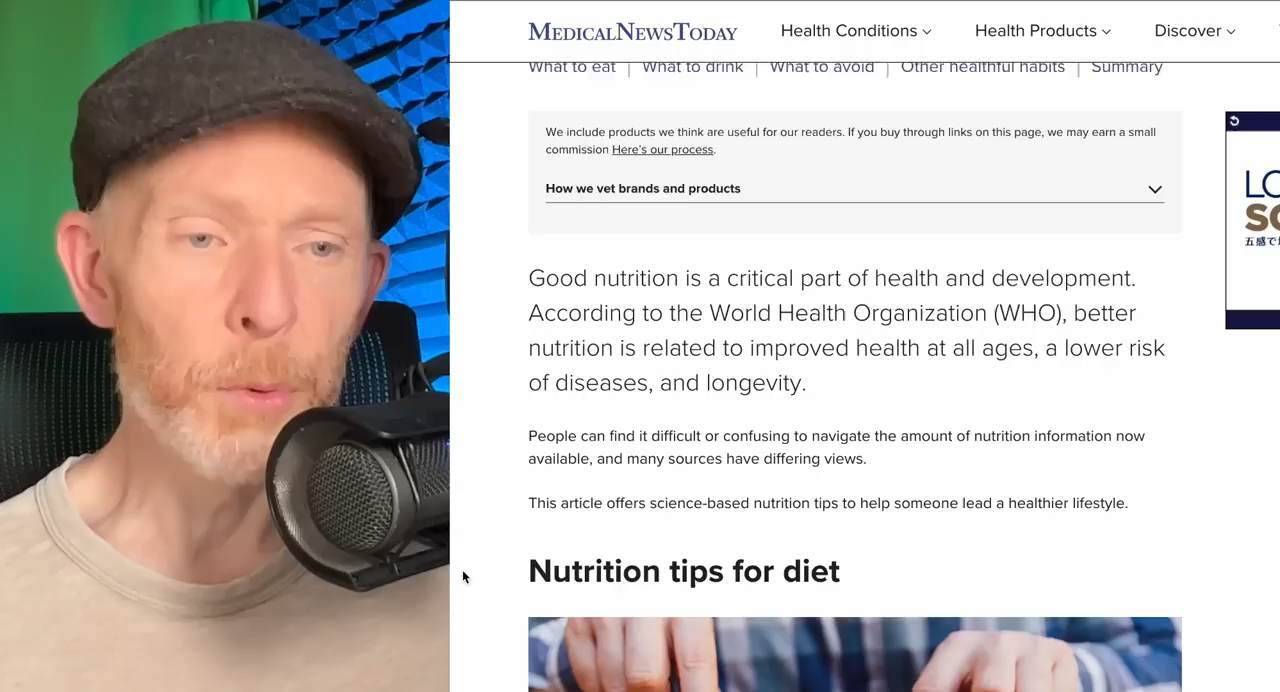 MEDICALNEWSTODAY
Health Conditions
Health Products
Discover
What to eat | What to drink | What to avoid | Other healthful habits | Summary
We include products we think are useful for our readers. If you buy through links on this page, we may earn a small
commission Here's our process.
How we vet brands and products
Good nutrition is a critical part of health and development.
According to the World Health Organization (WHO), better
nutrition is related to improved health at all ages, a lower risk
of diseases, and longevity.
People can find it difficult or confusing to navigate the amount of nutrition information now
available, and many sources have differing views.
This article offers science-based nutrition tips to help someone lead a healthier lifestyle.
Nutrition tips for diet
五感で